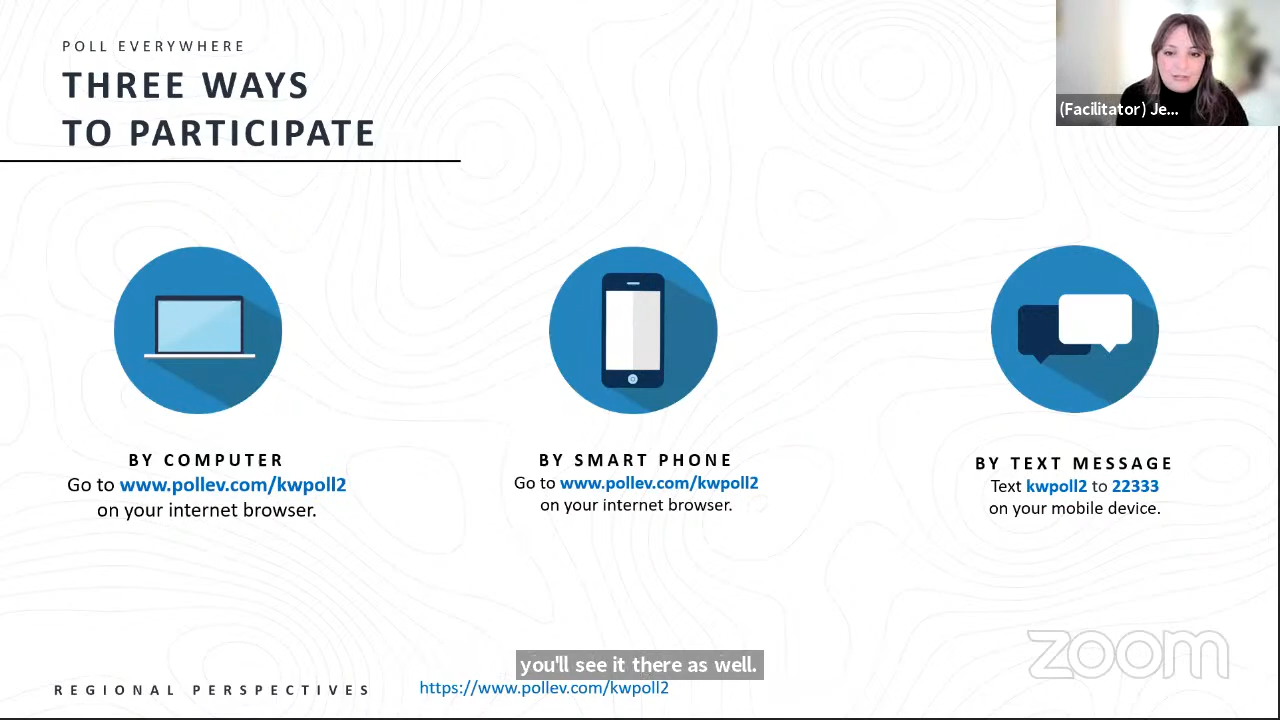 POLL EVERYWHERE
THREE WAYS
TO PARTICIPATE
(Facilitator) Je...
BY COMPUTER
Go to www.pollev.com/kwpoll2
on your internet browser.
BY SMART PHONE
Go to www.pollev.com/kwpoll2
on your internet browser.
BY TEXT MESSAGE
Text kwpoll2 to 22333
on your mobile device.
you'll see it there as well.
zoom
REGIONAL PERSPECTIVES
https://www.pollev.com/kwpoll2